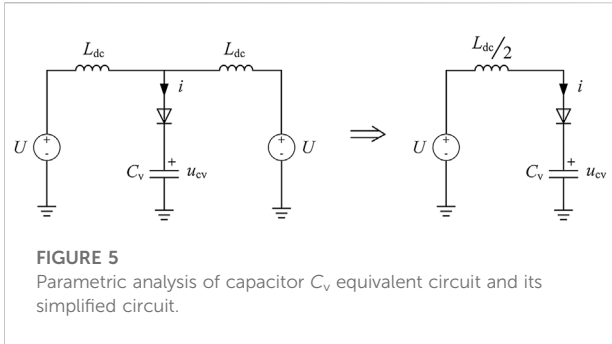 L_dc L_dc L_dc/2
i i
U + - C_v + u_cv + - U ⇒ U + - C_v + u_cv
FIGURE 5
Parametric analysis of capacitor C_v equivalent circuit and its
simplified circuit.